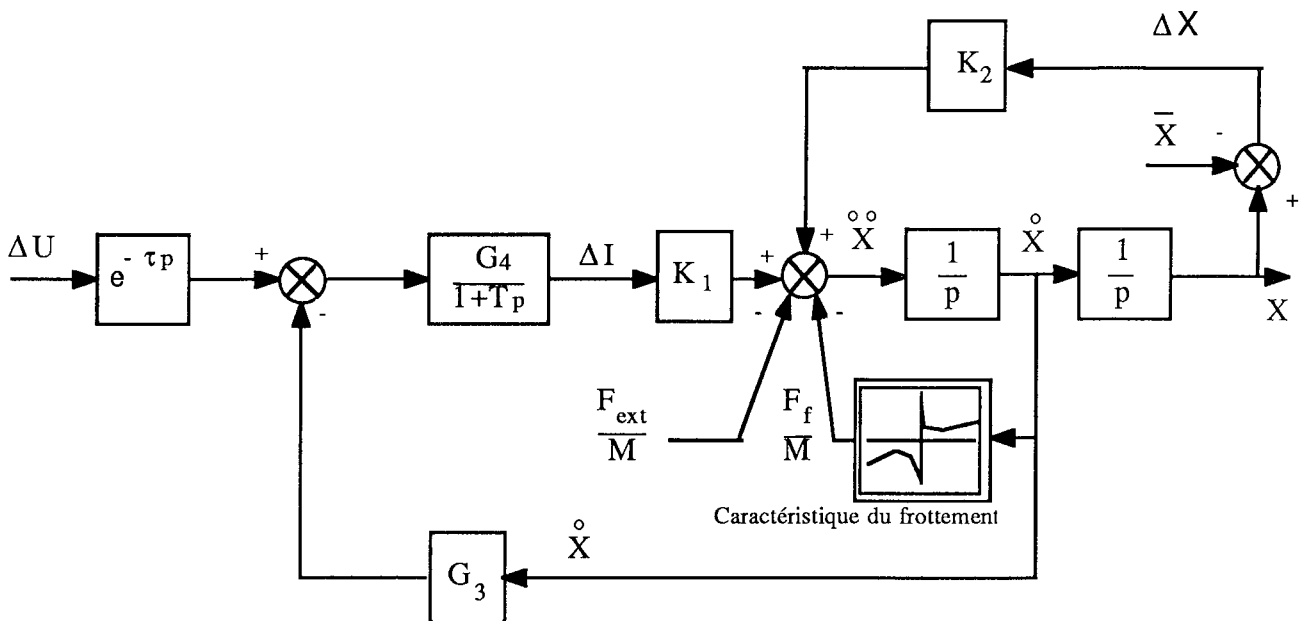 ΔX
K₂
X̄
-
+
ΔU
e^{-τp}
+
-
G₄
1+Tp
ΔI
K₁
+
+
-
-
X̊̊
1
p
X̊
1
p
X
F_ext
M
F_f
M
Caractéristique du frottement
X̊
G₃